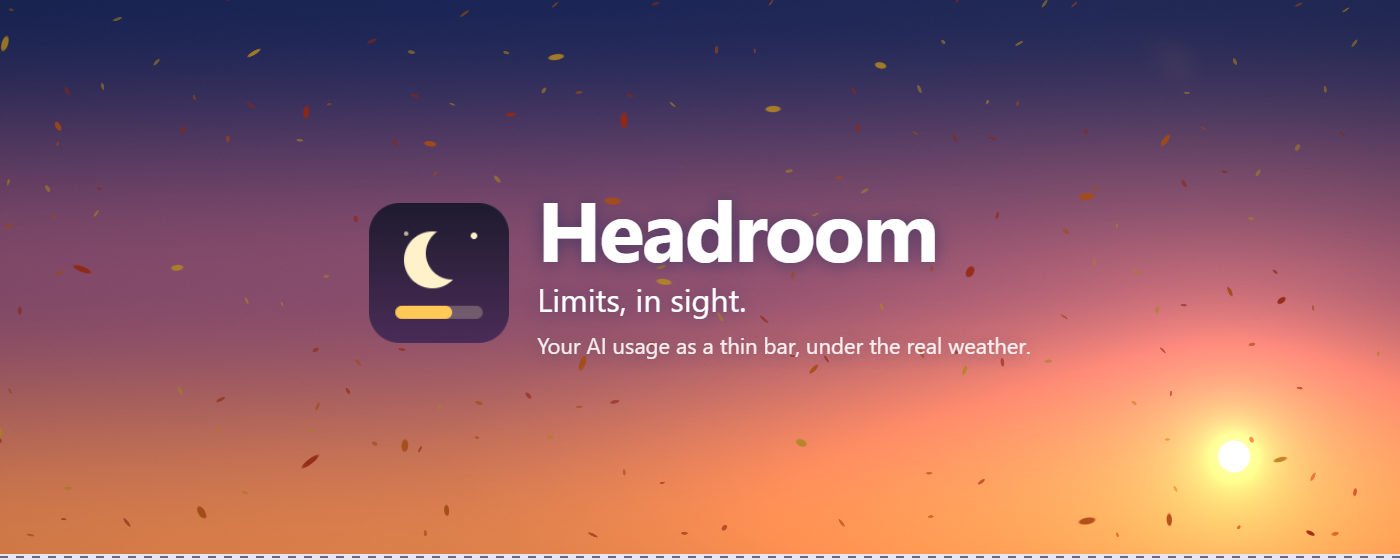 Headroom
Limits, in sight.
Your AI usage as a thin bar, under the real weather.